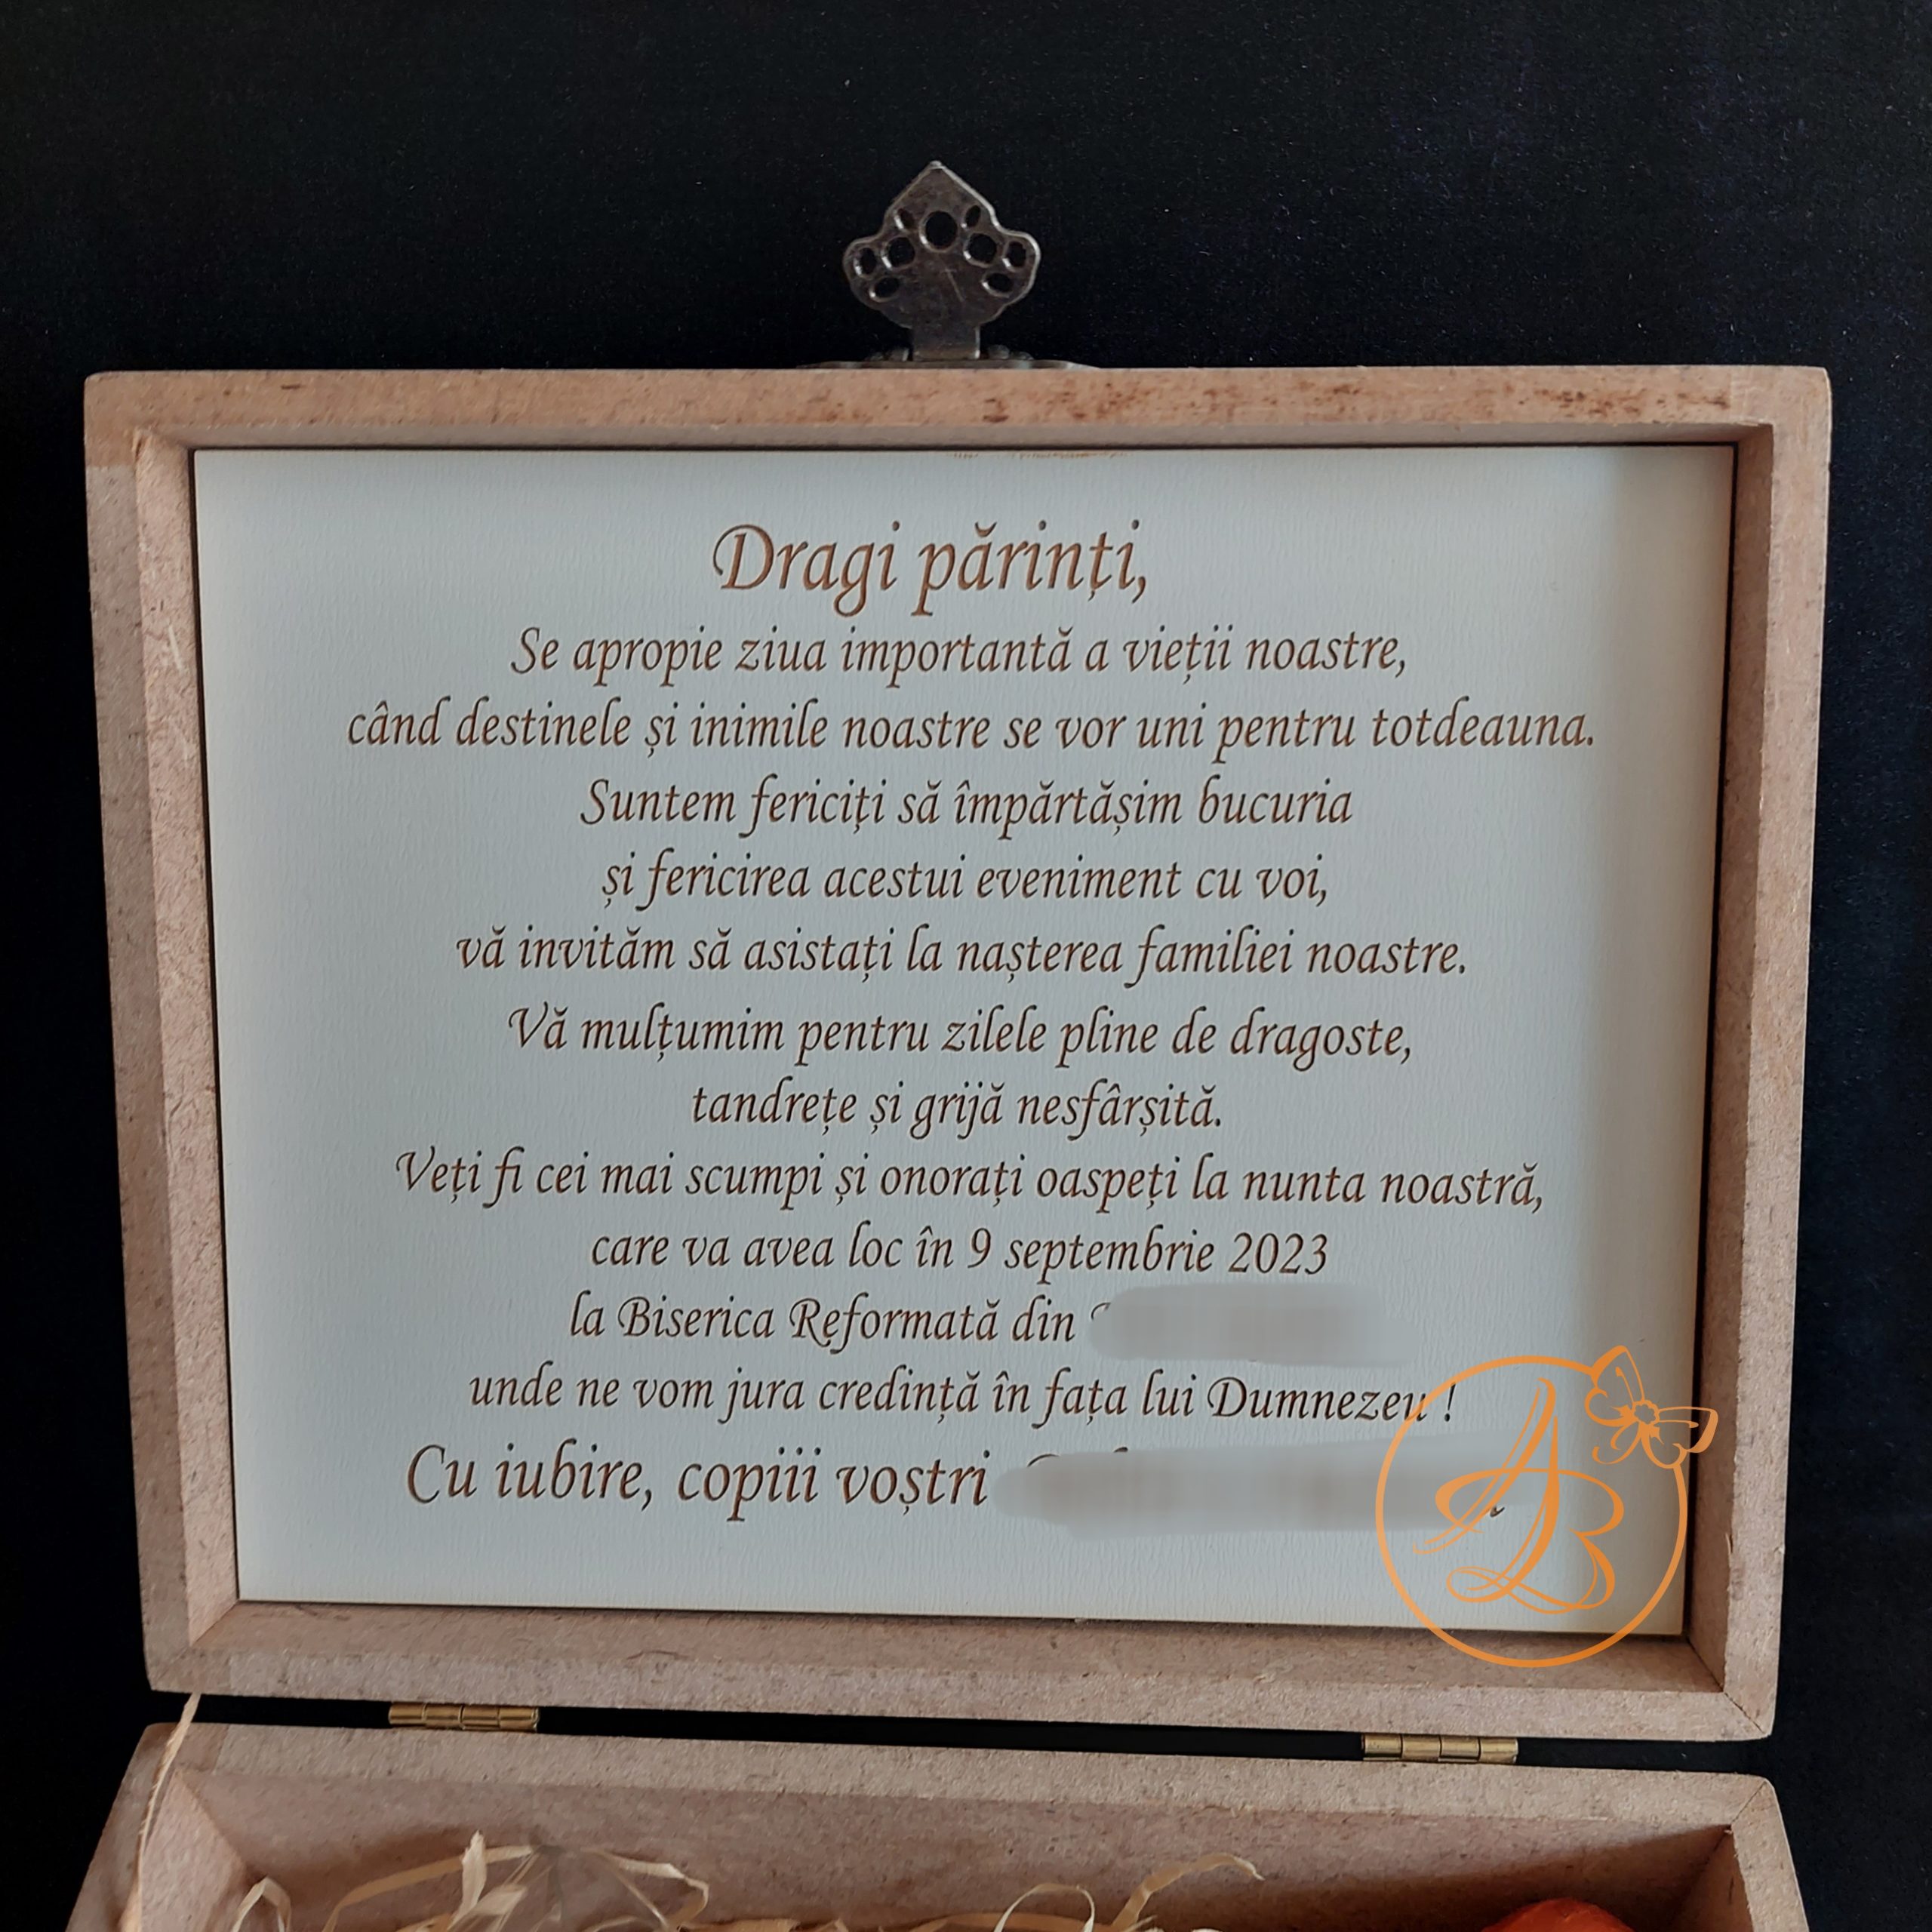 Dragi părinți,
Se apropie ziua importantă a vieții noastre,
când destinele și inimile noastre se vor uni pentru totdeauna.
Suntem fericiți să împărtășim bucuria
și fericirea acestui eveniment cu voi,
vă invităm să asistați la nașterea familiei noastre.
Vă mulțumim pentru zilele pline de dragoste,
tandrețe și grijă nesfârșită.
Veți fi cei mai scumpi și onorați oaspeți la nunta noastră,
care va avea loc în 9 septembrie 2023
la Biserica Reformată din
unde ne vom jura credință în fața lui Dumnezeu !
Cu iubire, copiii voștri
AB